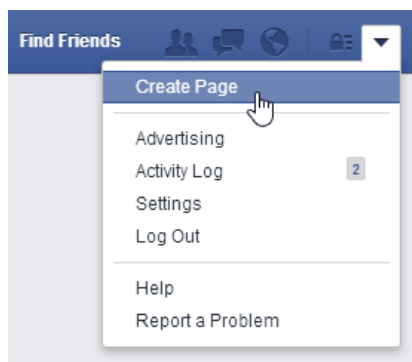 Find Friends
Create Page
Advertising
Activity Log 2
Settings
Log Out
Help
Report a Problem